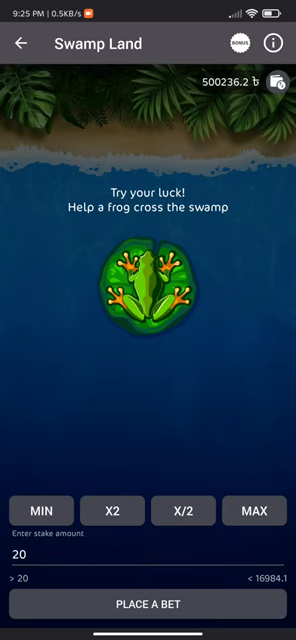 9:25 PM | 0.5KB/s
Swamp Land
BONUS
500236.2 ৳
Try your luck!
Help a frog cross the swamp
MIN
X2
X/2
MAX
Enter stake amount
20
> 20
< 16984.1
PLACE A BET